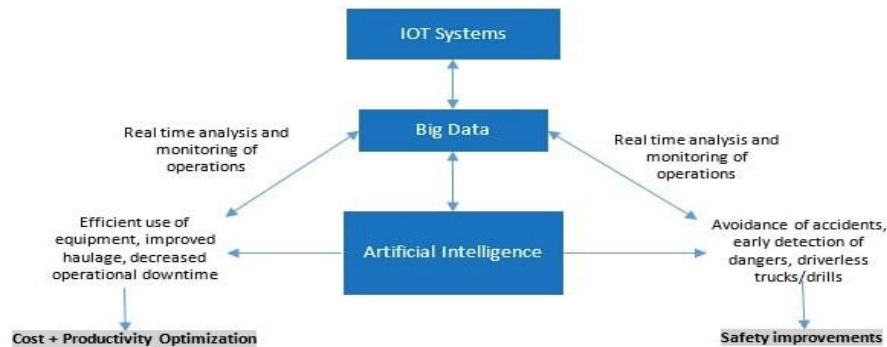 IOT Systems
Big Data
Real time analysis and
monitoring of
operations
Real time analysis and
monitoring of
operations
Efficient use of
equipment, improved
haulage, decreased
operational downtime
Artificial Intelligence
Avoidance of accidents,
early detection of
dangers, driverless
trucks/drills
Cost + Productivity Optimization
Safety improvements